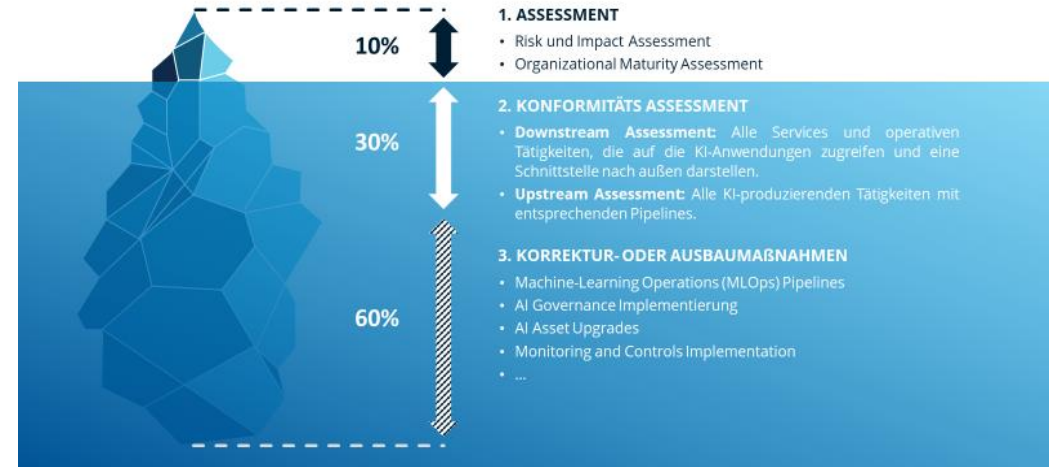 10%
1. ASSESSMENT
• Risk und Impact Assessment
• Organizational Maturity Assessment
30%
2. KONFORMITÄTS ASSESSMENT
• Downstream Assessment: Alle Services und operativen
Tätigkeiten, die auf die KI-Anwendungen zugreifen und eine
Schnittstelle nach außen darstellen.
• Upstream Assessment: Alle KI-produzierenden Tätigkeiten mit
entsprechenden Pipelines.
60%
3. KORREKTUR- ODER AUSBAUMAßNAHMEN
• Machine-Learning Operations (MLOps) Pipelines
• AI Governance Implementierung
• AI Asset Upgrades
• Monitoring and Controls Implementation
• ...